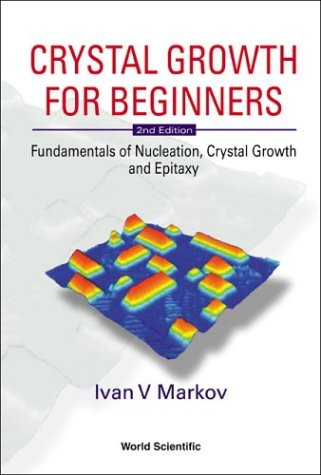 CRYSTAL GROWTH
FOR BEGINNERS
2nd Edition
Fundamentals of Nucleation, Crystal Growth
and Epitaxy
Ivan V Markov
World Scientific